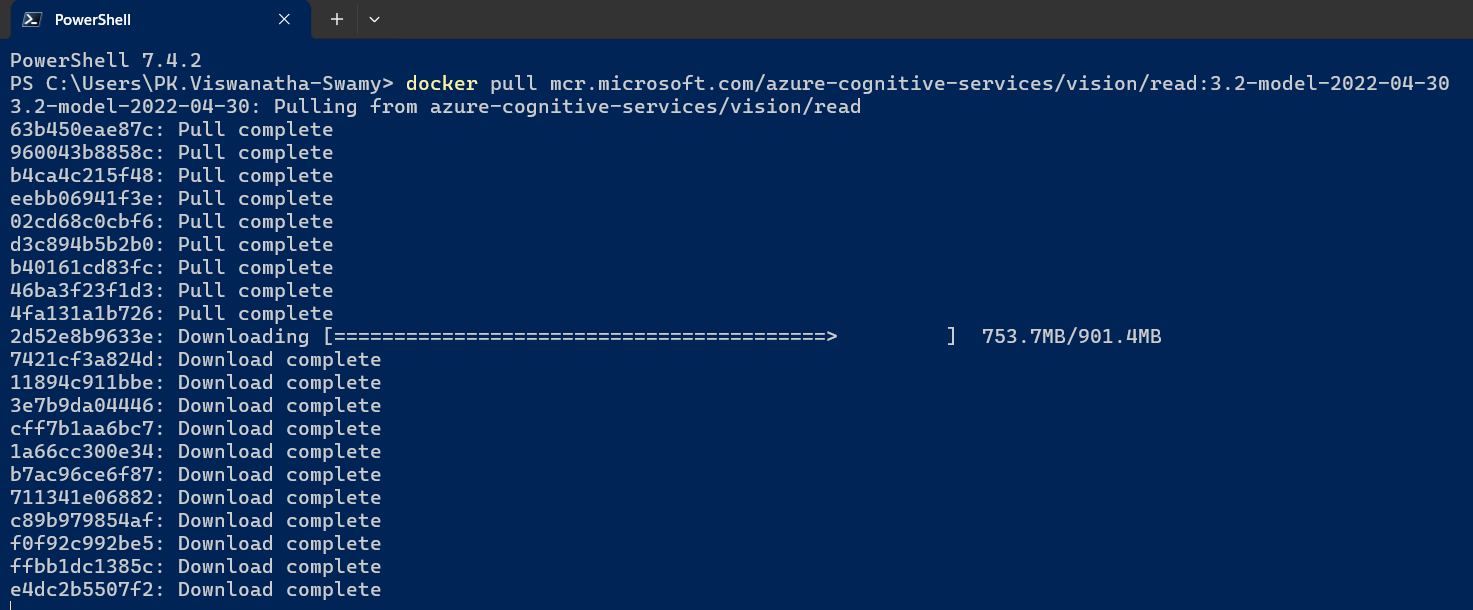 PowerShell
PowerShell 7.4.2
PS C:\Users\PK.Viswanatha-Swamy> docker pull mcr.microsoft.com/azure-cognitive-services/vision/read:3.2-model-2022-04-30
3.2-model-2022-04-30: Pulling from azure-cognitive-services/vision/read
63b450eae87c: Pull complete
960043b8858c: Pull complete
b4ca4c215f48: Pull complete
eebb06941f3e: Pull complete
02cd68c0cbf6: Pull complete
d3c894b5b2b0: Pull complete
b40161cd83fc: Pull complete
46ba3f23f1d3: Pull complete
4fa131a1b726: Pull complete
2d52e8b9633e: Downloading [=========================================>         ]  753.7MB/901.4MB
7421cf3a824d: Download complete
11894c911bbe: Download complete
3e7b9da04446: Download complete
cff7b1aa6bc7: Download complete
1a66cc300e34: Download complete
b7ac96ce6f87: Download complete
711341e06882: Download complete
c89b979854af: Download complete
f0f92c992be5: Download complete
ffbb1dc1385c: Download complete
e4dc2b5507f2: Download complete